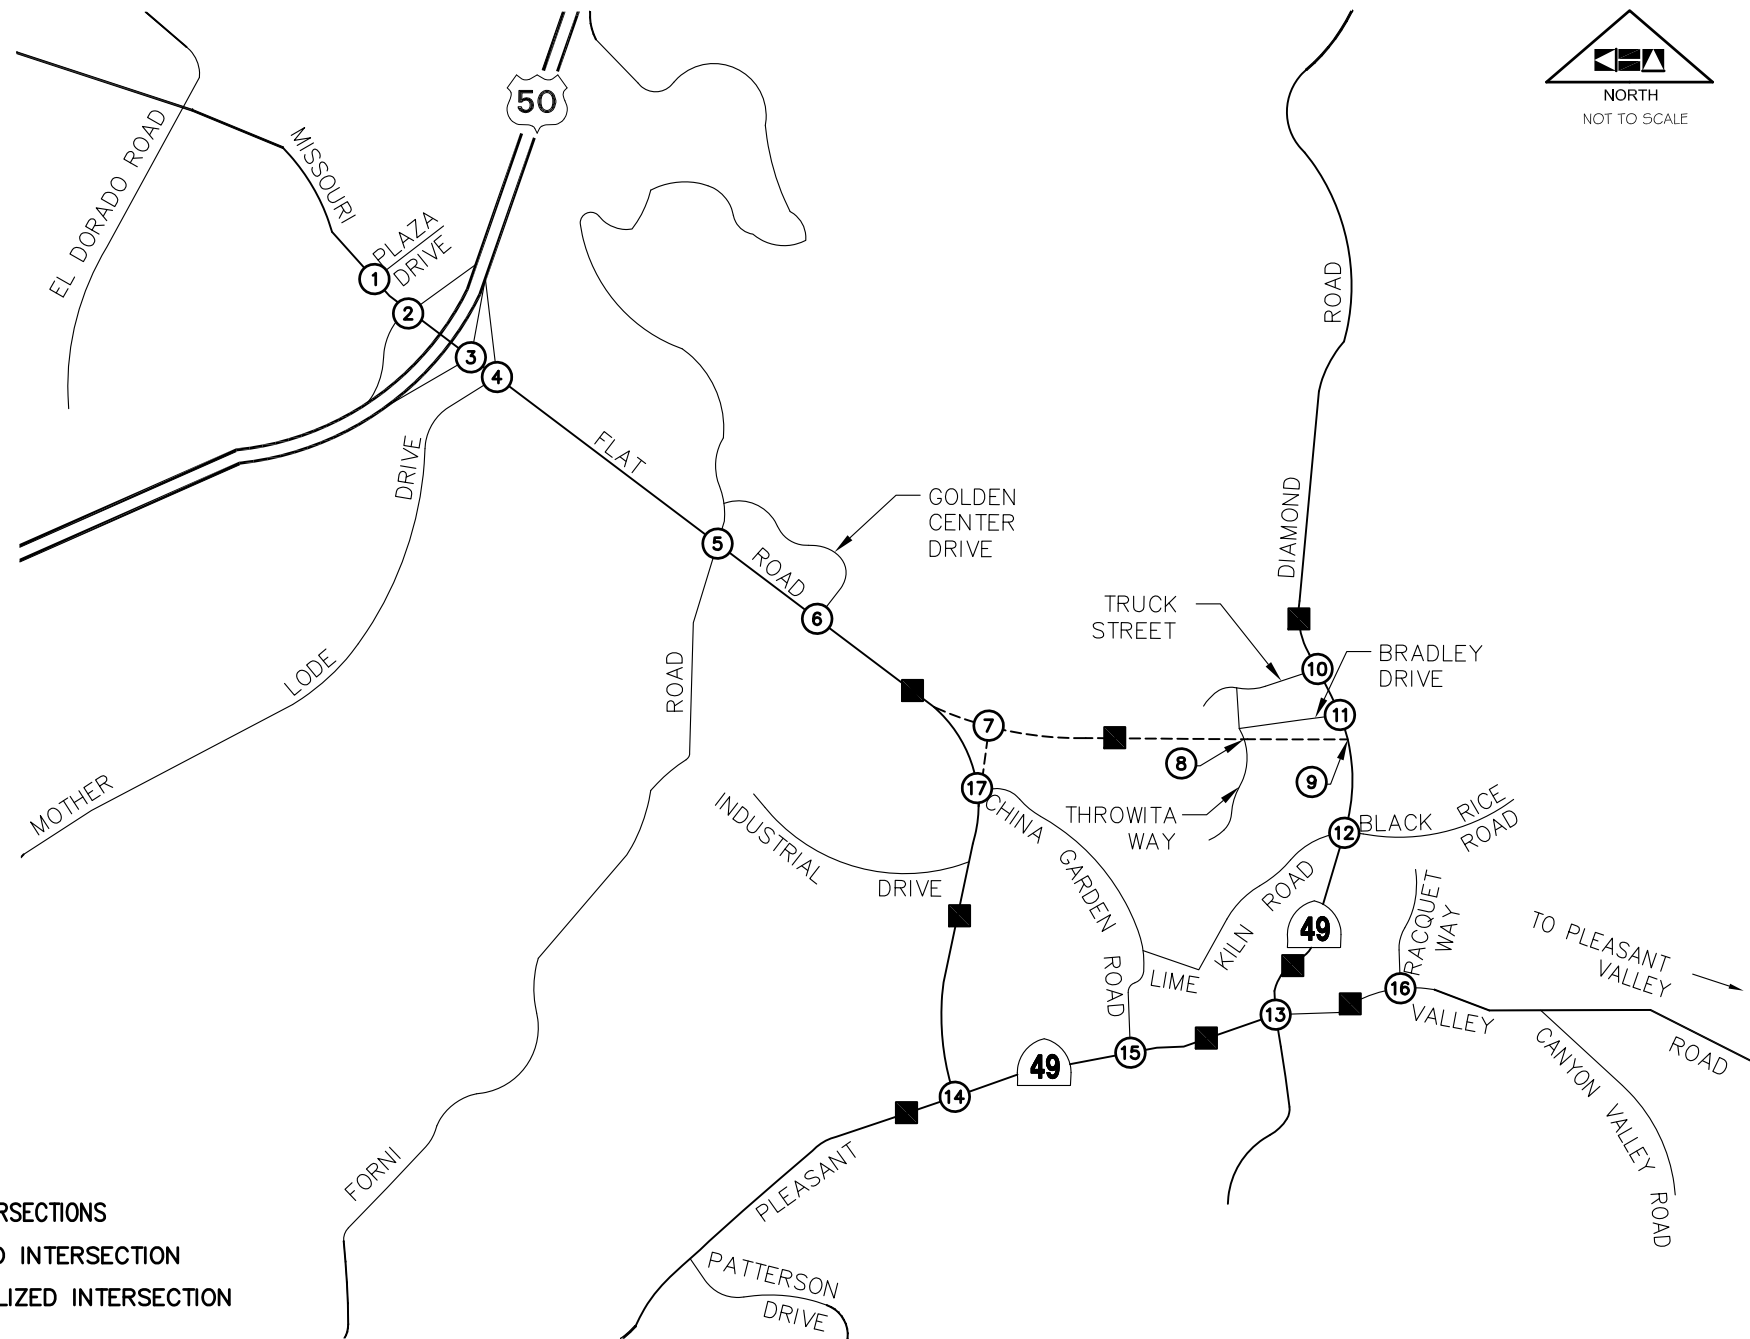 NORTH
NOT TO SCALE
50
EL DORADO ROAD
MISSOURI
PLAZA
DRIVE
1
2
3
4
FLAT
DRIVE
LODE
MOTHER
5
ROAD
6
GOLDEN
CENTER
DRIVE
ROAD
DIAMOND
ROAD
TRUCK
STREET
BRADLEY
DRIVE
10
11
7
8
9
THROWITA
WAY
17
CHINA
GARDEN
ROAD
INDUSTRIAL
DRIVE
12
BLACK
RICE
ROAD
LIME
KILN
ROAD
49
RACQUET
WAY
TO PLEASANT
VALLEY
16
13
15
14
49
VALLEY
ROAD
CANYON VALLEY ROAD
PLEASANT
PATTERSON
DRIVE
FORNI
RSECTIONS
D INTERSECTION
LIZED INTERSECTION